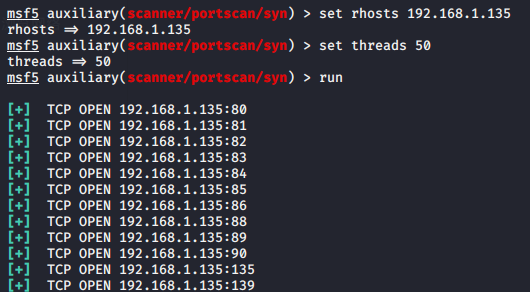 msf5 auxiliary(scanner/portscan/syn) > set rhosts 192.168.1.135
rhosts => 192.168.1.135
msf5 auxiliary(scanner/portscan/syn) > set threads 50
threads => 50
msf5 auxiliary(scanner/portscan/syn) > run
[+] TCP OPEN 192.168.1.135:80
[+] TCP OPEN 192.168.1.135:81
[+] TCP OPEN 192.168.1.135:82
[+] TCP OPEN 192.168.1.135:83
[+] TCP OPEN 192.168.1.135:84
[+] TCP OPEN 192.168.1.135:85
[+] TCP OPEN 192.168.1.135:86
[+] TCP OPEN 192.168.1.135:88
[+] TCP OPEN 192.168.1.135:89
[+] TCP OPEN 192.168.1.135:90
[+] TCP OPEN 192.168.1.135:135
[+] TCP OPEN 192.168.1.135:139